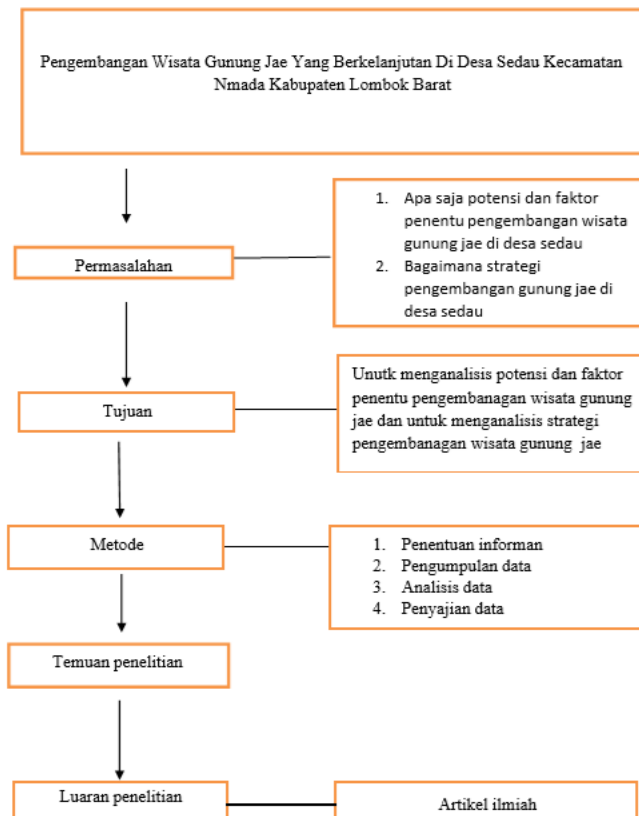 Pengembangan Wisata Gunung Jae Yang Berkelanjutan Di Desa Sedau Kecamatan
Nmada Kabupaten Lombok Barat
Permasalahan
1. Apa saja potensi dan faktor
penentu pengembangan wisata
gunung jae di desa sedau
2. Bagaimana strategi
pengembangan gunung jae di
desa sedau
Tujuan
Unutk menganalisis potensi dan faktor
penentu pengembanagan wisata gunung
jae dan untuk menganalisis strategi
pengembanagan wisata gunung jae
Metode
1. Penentuan informan
2. Pengumpulan data
3. Analisis data
4. Penyajian data
Temuan penelitian
Luaran penelitian
Artikel ilmiah